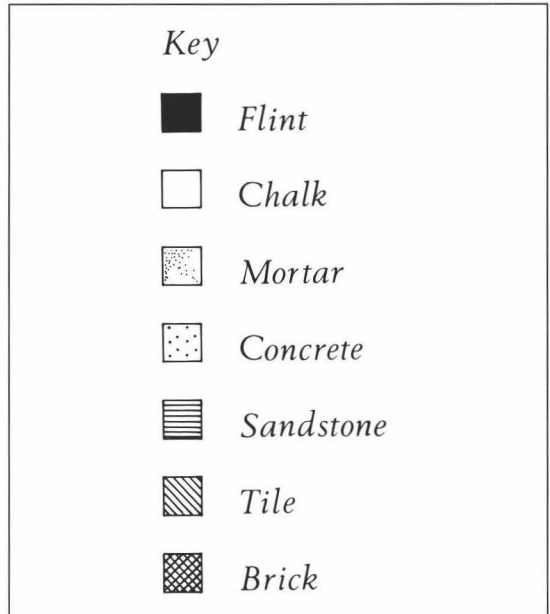 Key
Flint
Chalk
Mortar
Concrete
Sandstone
Tile
Brick